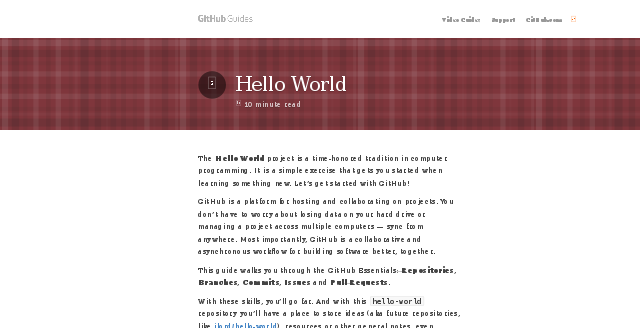 GitHub Guides
Video Guides Support GitHub.com
Hello World
10 minute read
The Hello World project is a time-honored tradition in computer
programming. It is a simple exercise that gets you started when
learning something new. Let's get started with GitHub!
GitHub is a platform for hosting and collaborating on projects. You
don't have to worry about losing data on your hard drive or
managing a project across multiple computers — sync from
anywhere. Most importantly, GitHub is a collaborative and
asynchronous workflow for building software better, together.
This guide walks you through the GitHub Essentials: Repositories,
Branches, Commits, Issues and Pull Requests.
With these skills, you'll go far. And with this hello-world
repository you'll have a place to store ideas (aka future repositories,
like jlord/hello-world), resources or other general notes, even